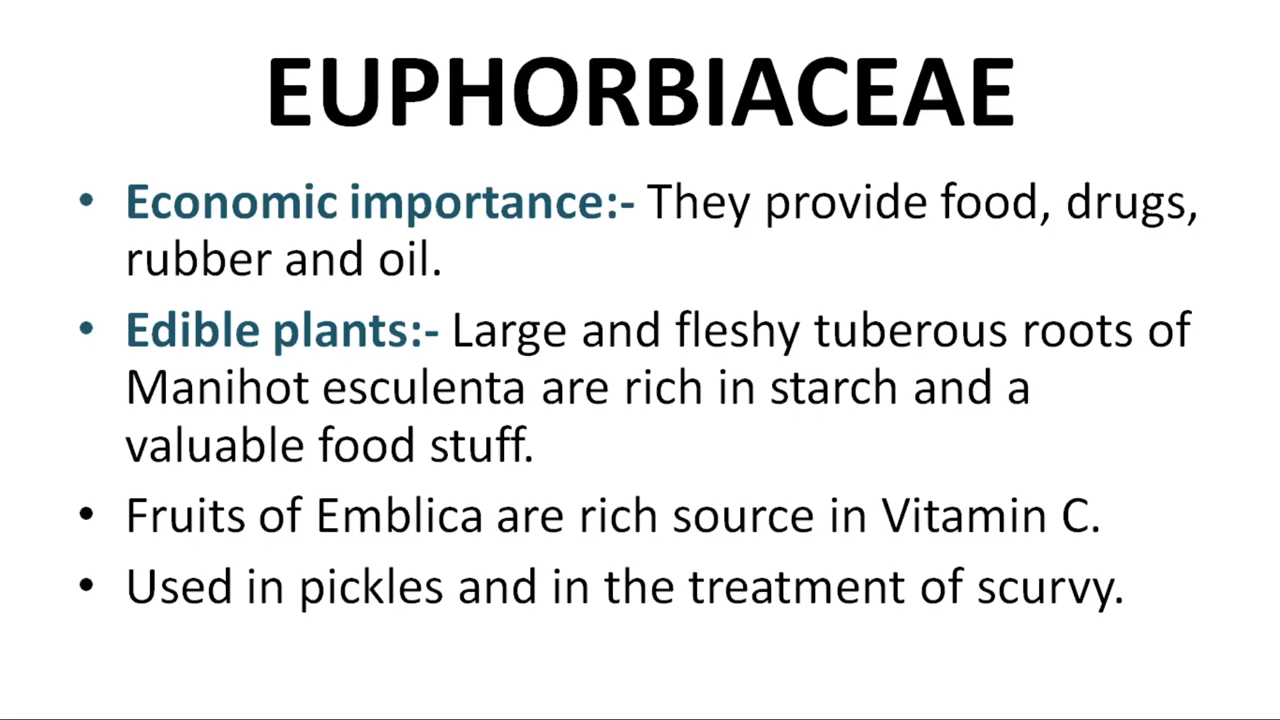 EUPHORBIACEAE
• Economic importance:- They provide food, drugs,
rubber and oil.
• Edible plants:- Large and fleshy tuberous roots of
Manihot esculenta are rich in starch and a
valuable food stuff.
• Fruits of Emblica are rich source in Vitamin C.
• Used in pickles and in the treatment of scurvy.